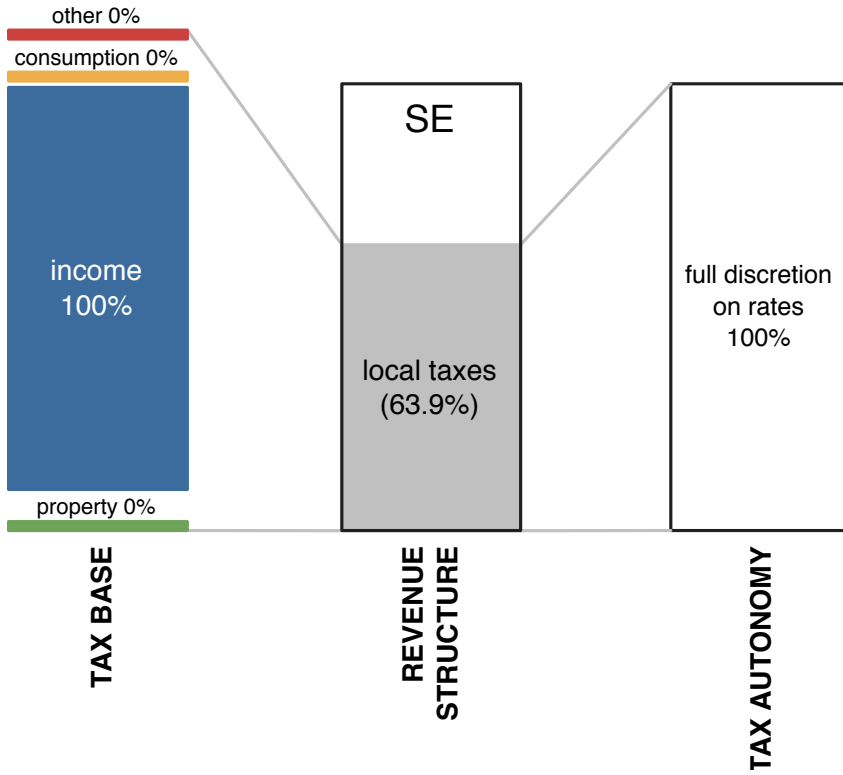 other 0%
consumption 0%
income
100%
property 0%
TAX BASE
SE
local taxes
(63.9%)
REVENUE
STRUCTURE
full discretion
on rates
100%
TAX AUTONOMY